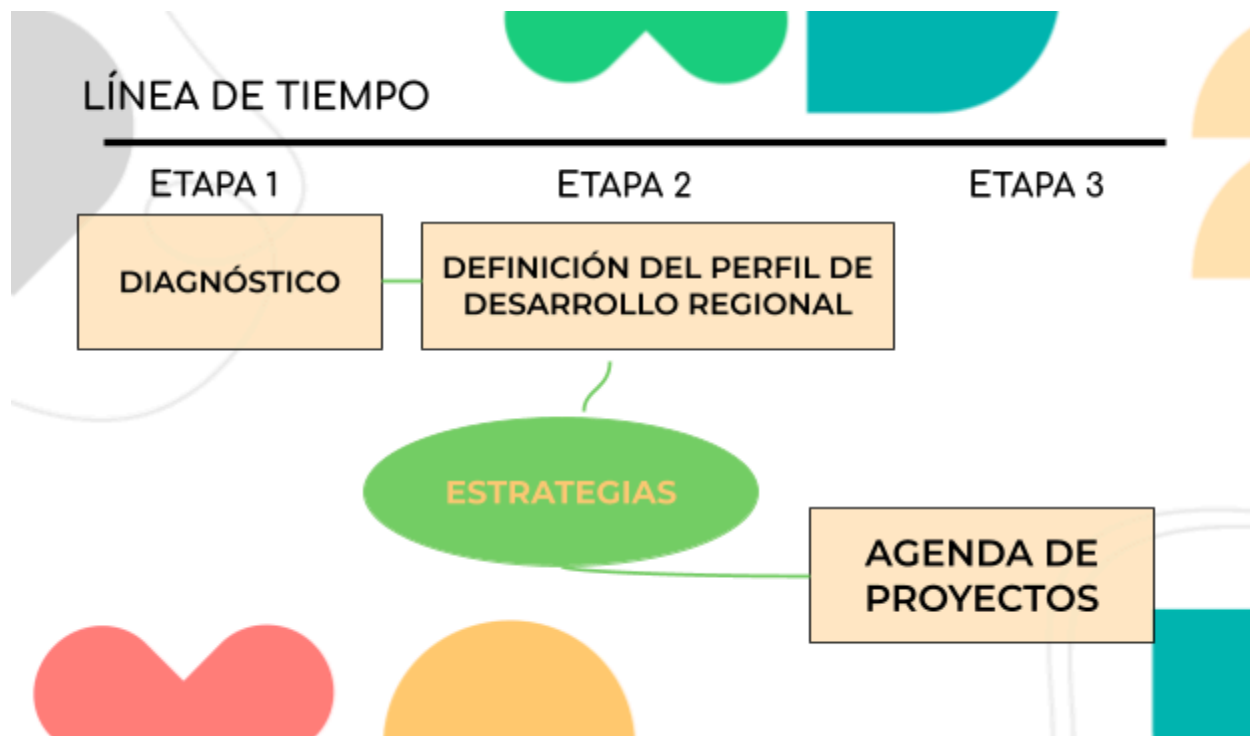 LÍNEA DE TIEMPO
ETAPA 1
ETAPA 2
ETAPA 3
DIAGNÓSTICO
DEFINICIÓN DEL PERFIL DE
DESARROLLO REGIONAL
ESTRATEGIAS
AGENDA DE
PROYECTOS